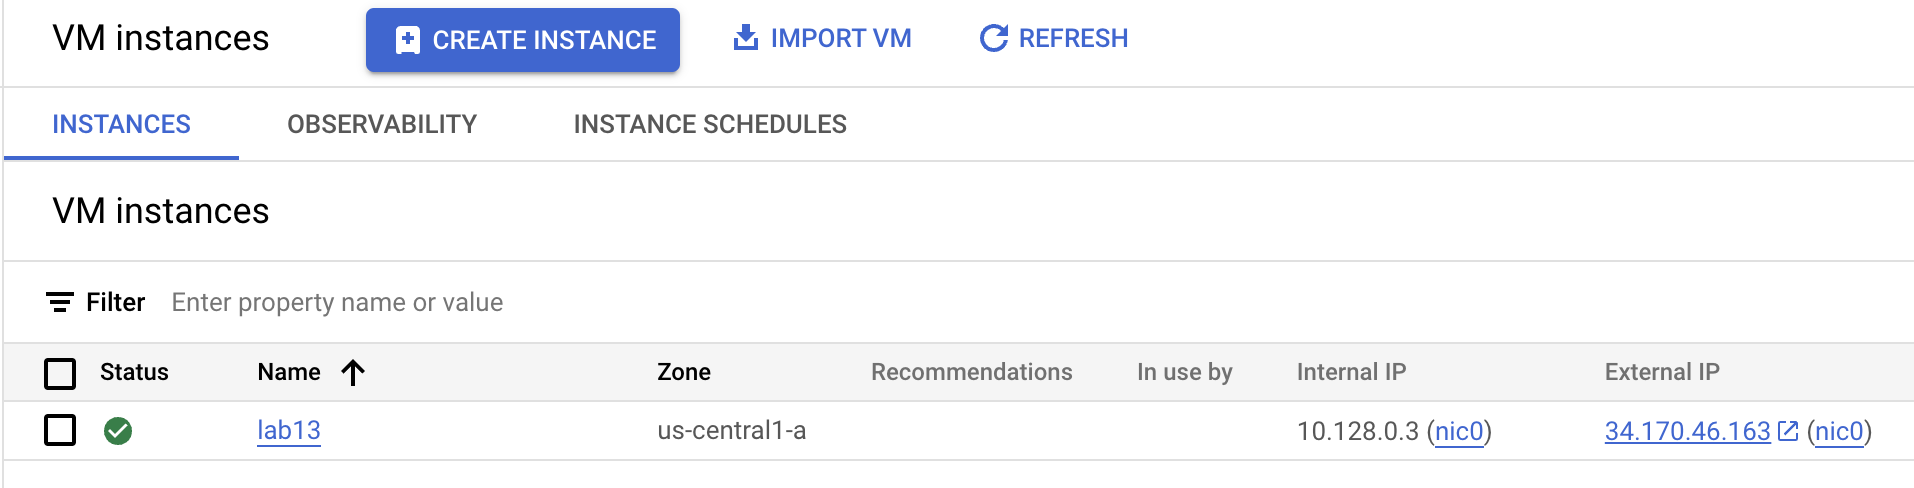 VM instances CREATE INSTANCE IMPORT VM REFRESH
INSTANCES OBSERVABILITY INSTANCE SCHEDULES
VM instances
Filter Enter property name or value
Status Name Zone Recommendations In use by Internal IP External IP
lab13 us-central1-a 10.128.0.3 (nic0) 34.170.46.163 (nic0)